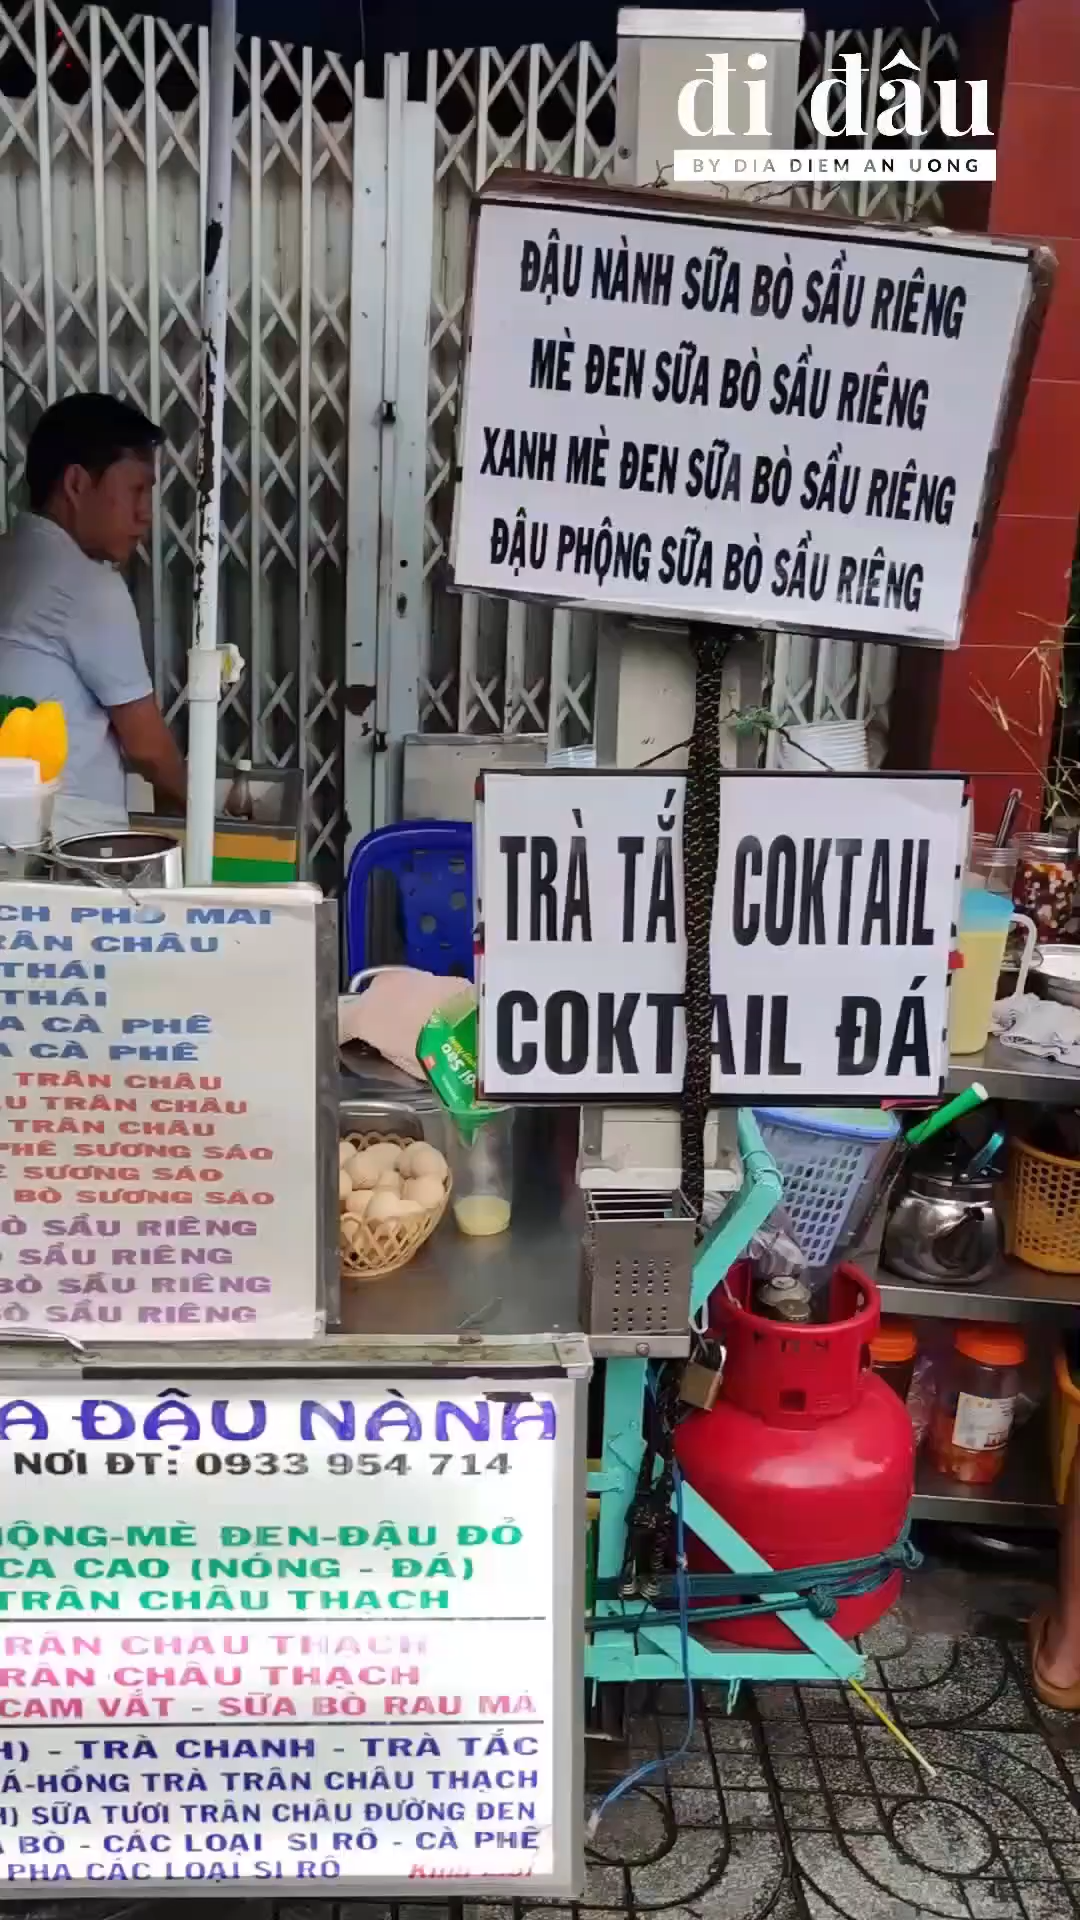 đi đâu
BY DIA DIEM AN UONG
ĐẬU NÀNH SỮA BÒ SẦU RIÊNG
MÈ ĐEN SỮA BÒ SẦU RIÊNG
XANH MÈ ĐEN SỮA BÒ SẦU RIÊNG
ĐẬU PHỘNG SỮA BÒ SẦU RIÊNG
TRÀ TẮ COKTAIL
COKTAIL ĐÁ
CH PHO MAI
RÂN CHÂU
THÁI
THÁI
A CÀ PHÊ
A CÀ PHÊ
TRÂN CHÂU
U TRÂN CHÂU
TRÂN CHÂU
PHÊ SƯƠNG SÁO
Ê SƯƠNG SÁO
BÒ SƯƠNG SÁO
Ò SẦU RIÊNG
SẦU RIÊNG
BÒ SẦU RIÊNG
BÒ SẦU RIÊNG
A ĐẬU NÀNH
NƠI ĐT: 0933 954 714
HỘNG-MÈ ĐEN-ĐẬU ĐỎ
CA CAO (NÓNG - ĐÁ)
TRÂN CHÂU THẠCH
RÂN CHÂU THẠCH
RÂN CHÂU THẠCH
CAM VẮT - SỮA BÒ RAU MÁ
H) - TRÀ CHANH - TRÀ TẮC
Á-HỒNG TRÀ TRÂN CHÂU THẠCH
H) SỮA TƯƠI TRÂN CHÂU ĐƯỜNG ĐEN
BÒ - CÁC LOẠI SI RÔ - CÀ PHÊ
PHA CÁC LOẠI SI RÔ